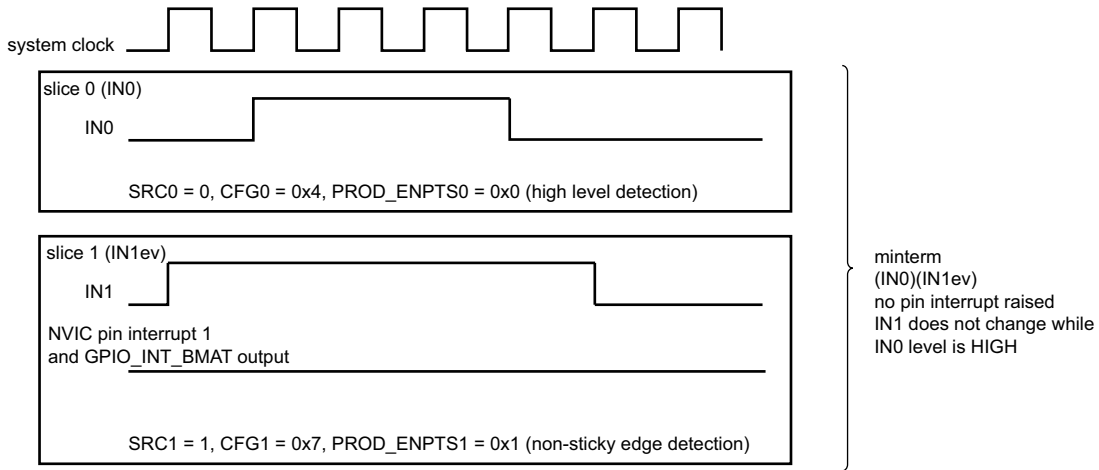 system clock
slice 0 (IN0)
IN0
SRC0 = 0, CFG0 = 0x4, PROD_ENPTS0 = 0x0 (high level detection)
slice 1 (IN1ev)
IN1
NVIC pin interrupt 1
and GPIO_INT_BMAT output
SRC1 = 1, CFG1 = 0x7, PROD_ENPTS1 = 0x1 (non-sticky edge detection)
minterm
(IN0)(IN1ev)
no pin interrupt raised
IN1 does not change while
IN0 level is HIGH